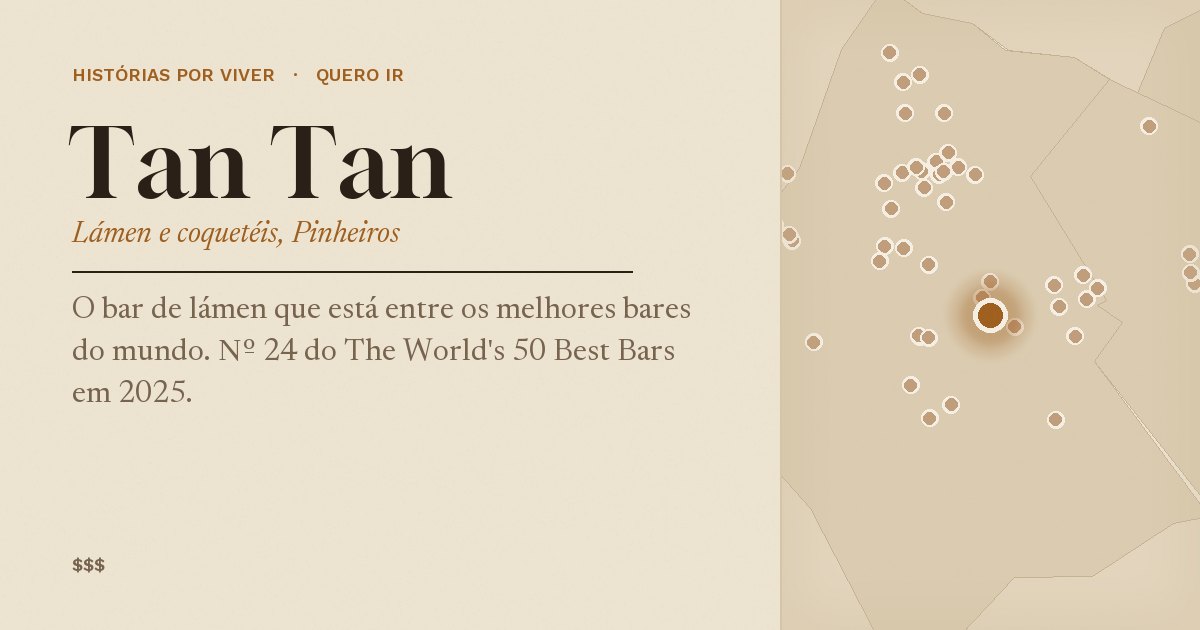 HISTÓRIAS POR VIVER · QUERO IR
Tan Tan
Lámen e coquetéis, Pinheiros
O bar de lámen que está entre os melhores bares
do mundo. Nº 24 do The World's 50 Best Bars
em 2025.
$$$